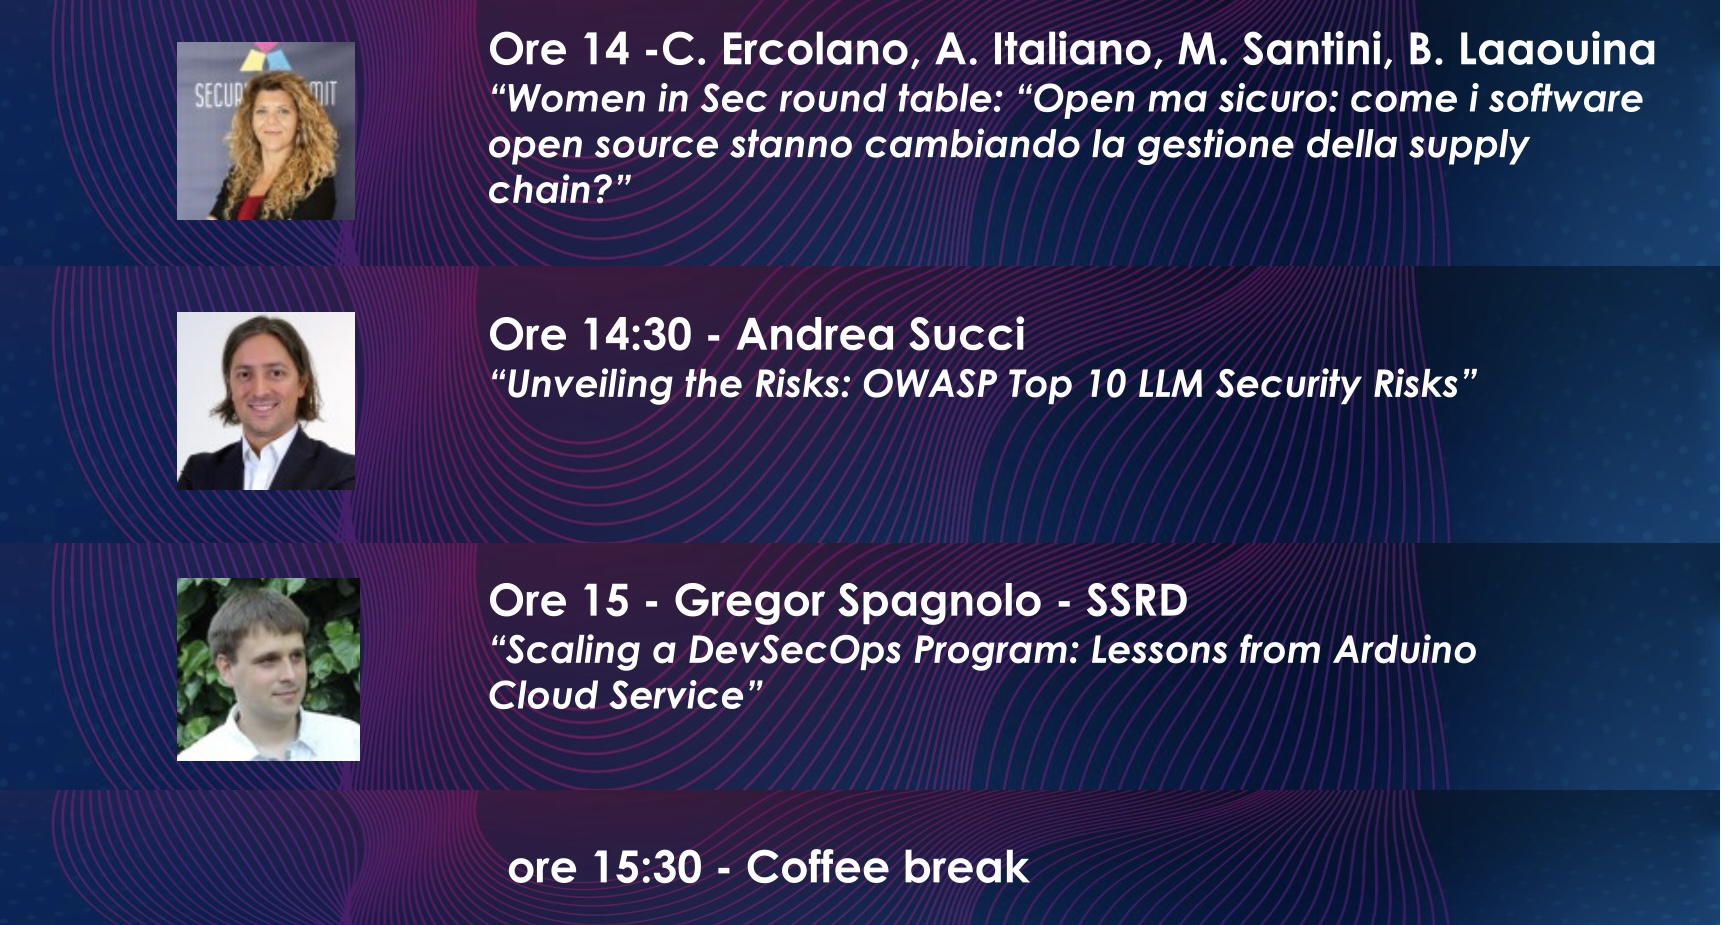 Ore 14 -C. Ercolano, A. Italiano, M. Santini, B. Laaouina
“Women in Sec round table: “Open ma sicuro: come i software
open source stanno cambiando la gestione della supply
chain?”
Ore 14:30 - Andrea Succi
“Unveiling the Risks: OWASP Top 10 LLM Security Risks”
Ore 15 - Gregor Spagnolo - SSRD
“Scaling a DevSecOps Program: Lessons from Arduino
Cloud Service”
ore 15:30 - Coffee break